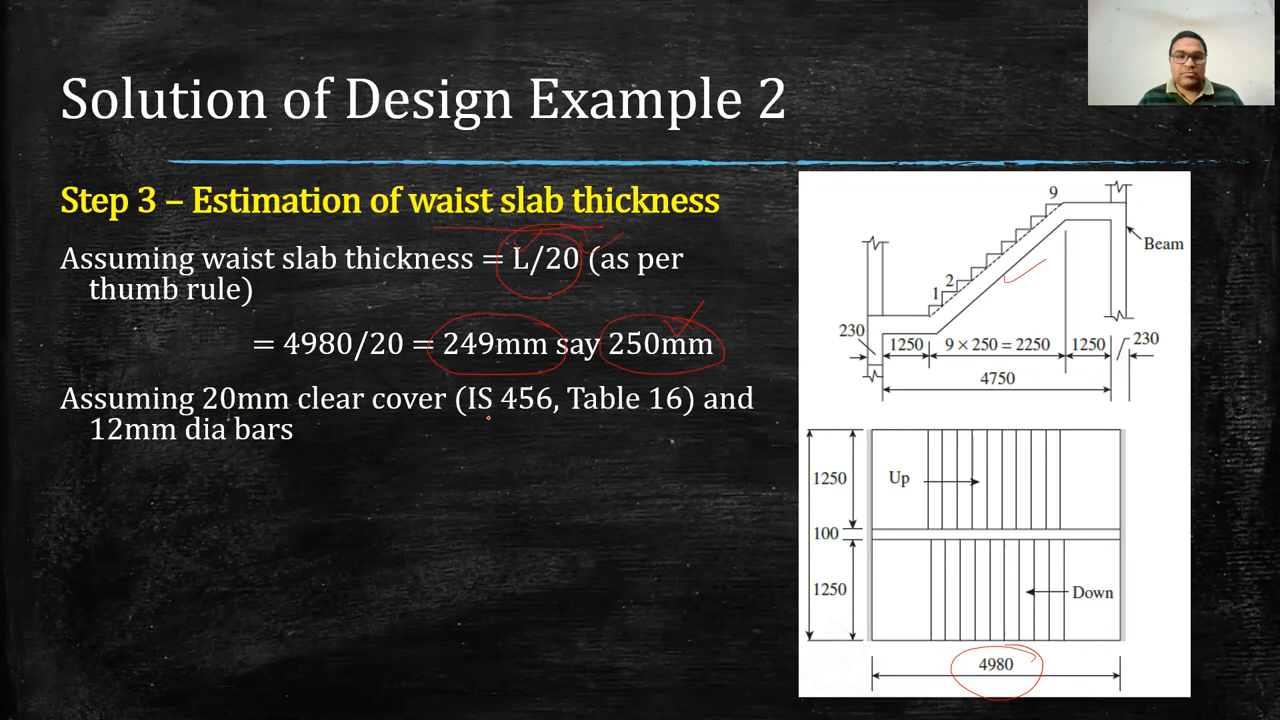 Solution of Design Example 2
Step 3 – Estimation of waist slab thickness
Assuming waist slab thickness = L/20 (as per
thumb rule)
= 4980/20 = 249mm say 250mm
Assuming 20mm clear cover (IS 456, Table 16) and
12mm dia bars
9
Beam
2
1
230
1250
9 × 250 = 2250
1250
230
4750
1250
Up
100
1250
Down
4980